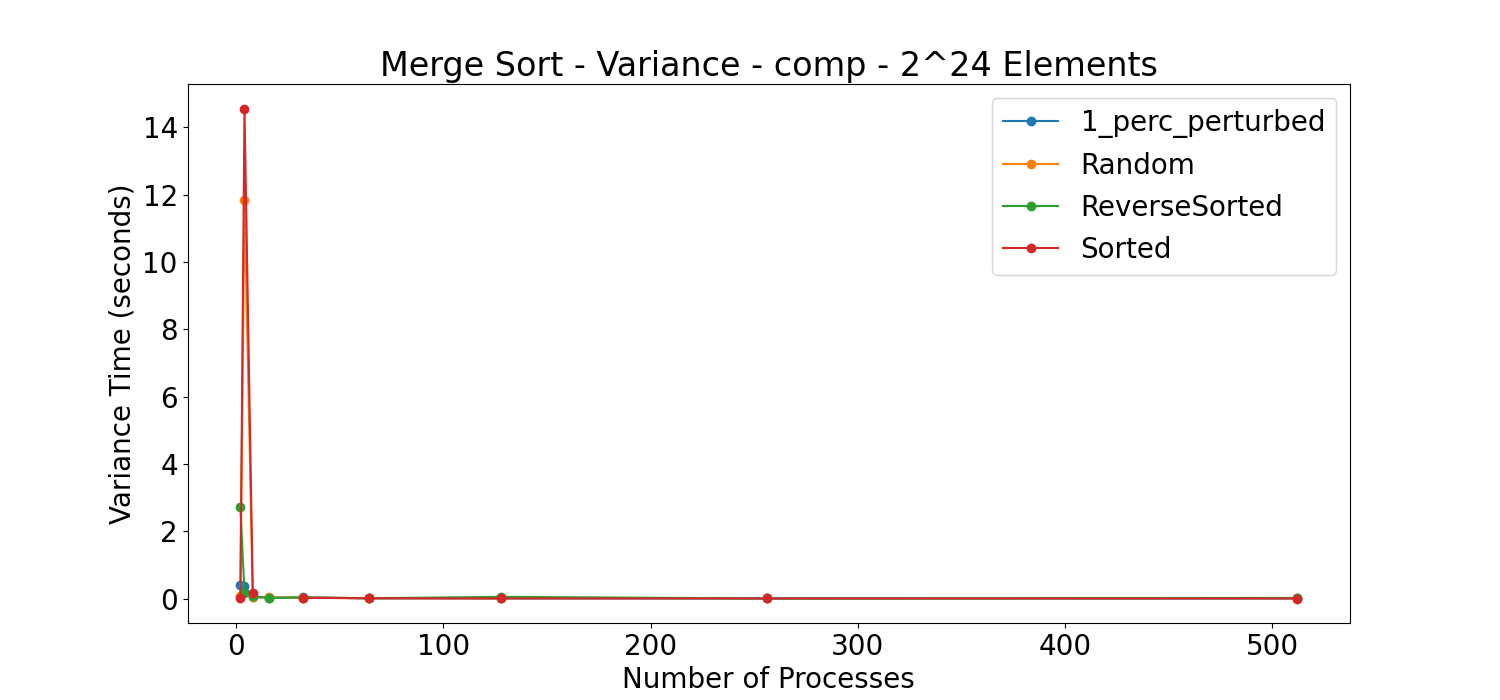 Merge Sort - Variance - comp - 2^24 Elements
1_perc_perturbed
Random
ReverseSorted
Sorted
Variance Time (seconds)
14
12
10
8
6
4
2
0
0 100 200 300 400 500
Number of Processes